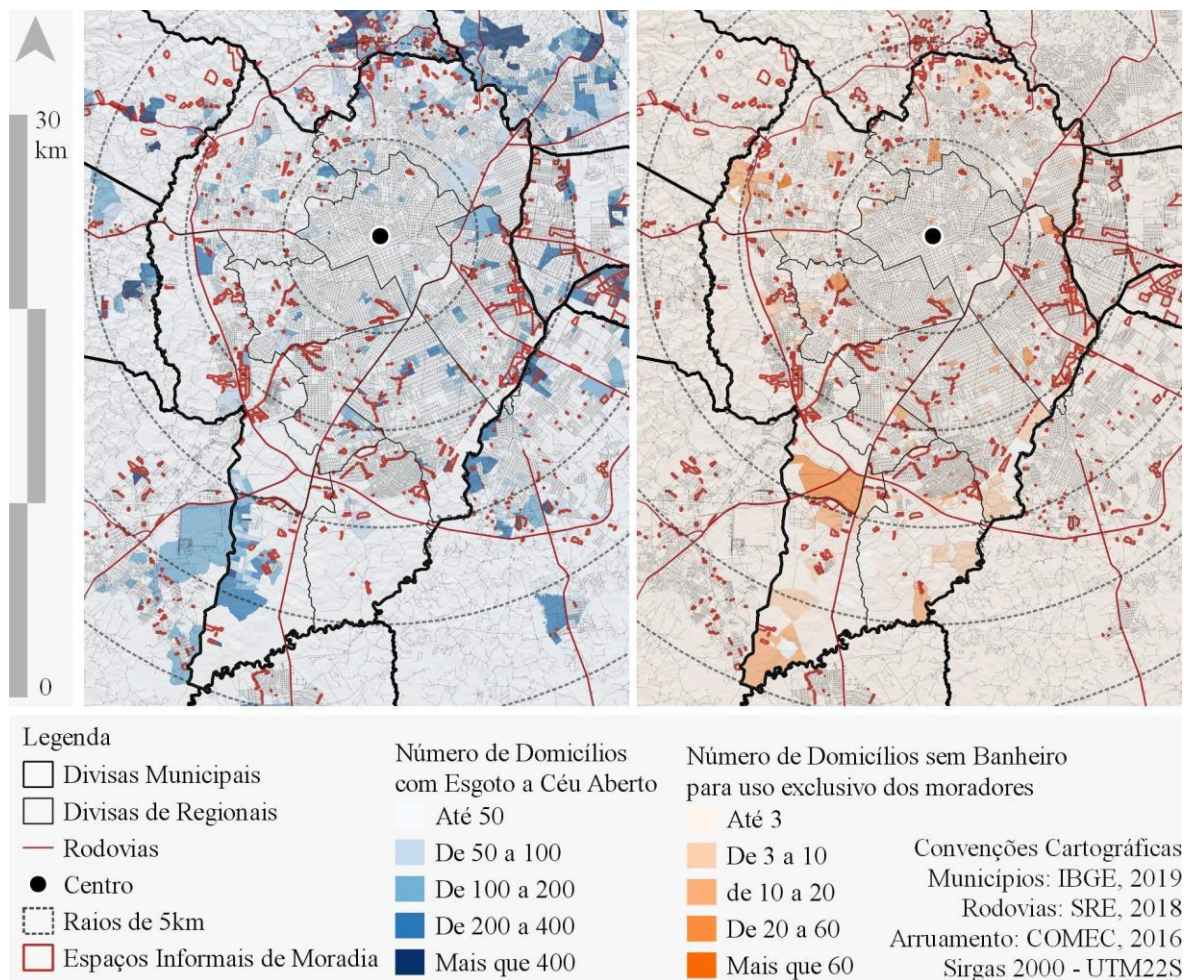 30
km
0
Legenda
Divisas Municipais
Divisas de Regionais
Rodovias
Centro
Raios de 5km
Espaços Informais de Moradia
Número de Domicílios
com Esgoto a Céu Aberto
Até 50
De 50 a 100
De 100 a 200
De 200 a 400
Mais que 400
Número de Domicílios sem Banheiro
para uso exclusivo dos moradores
Até 3
De 3 a 10
de 10 a 20
De 20 a 60
Mais que 60
Convenções Cartográficas
Municípios: IBGE, 2019
Rodovias: SRE, 2018
Arruamento: COMEC, 2016
Sirgas 2000 - UTM22S